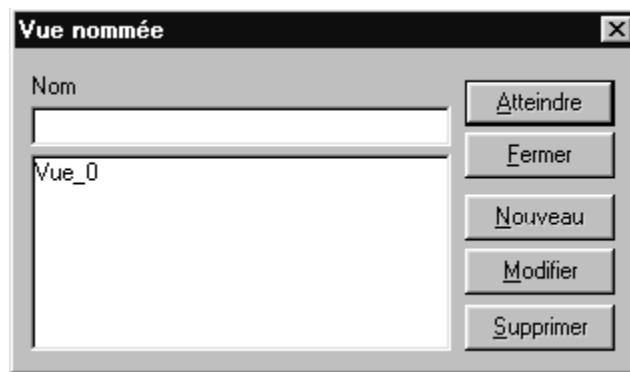 Vue nommée
Nom
Atteindre
Fermer
Vue_0
Nouveau
Modifier
Supprimer